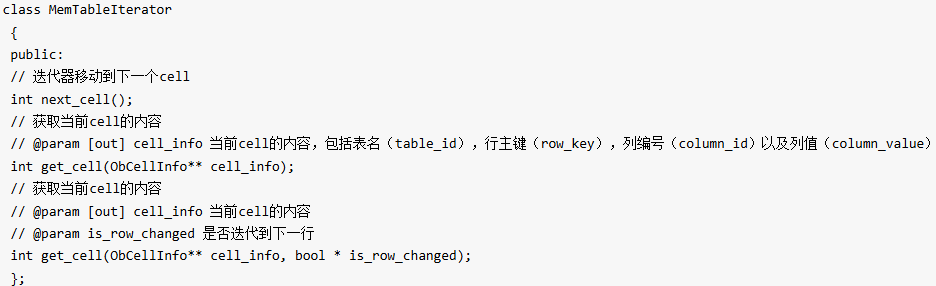 class MemTableIterator
{
public:
// 迭代器移动到下一个cell
int next_cell();
// 获取当前cell的内容
// @param [out] cell_info 当前cell的内容，包括表名（table_id），行主键（row_key），列编号（column_id）以及列值（column_value）
int get_cell(ObCellInfo** cell_info);
// 获取当前cell的内容
// @param [out] cell_info 当前cell的内容
// @param is_row_changed 是否迭代到下一行
int get_cell(ObCellInfo** cell_info, bool * is_row_changed);
};